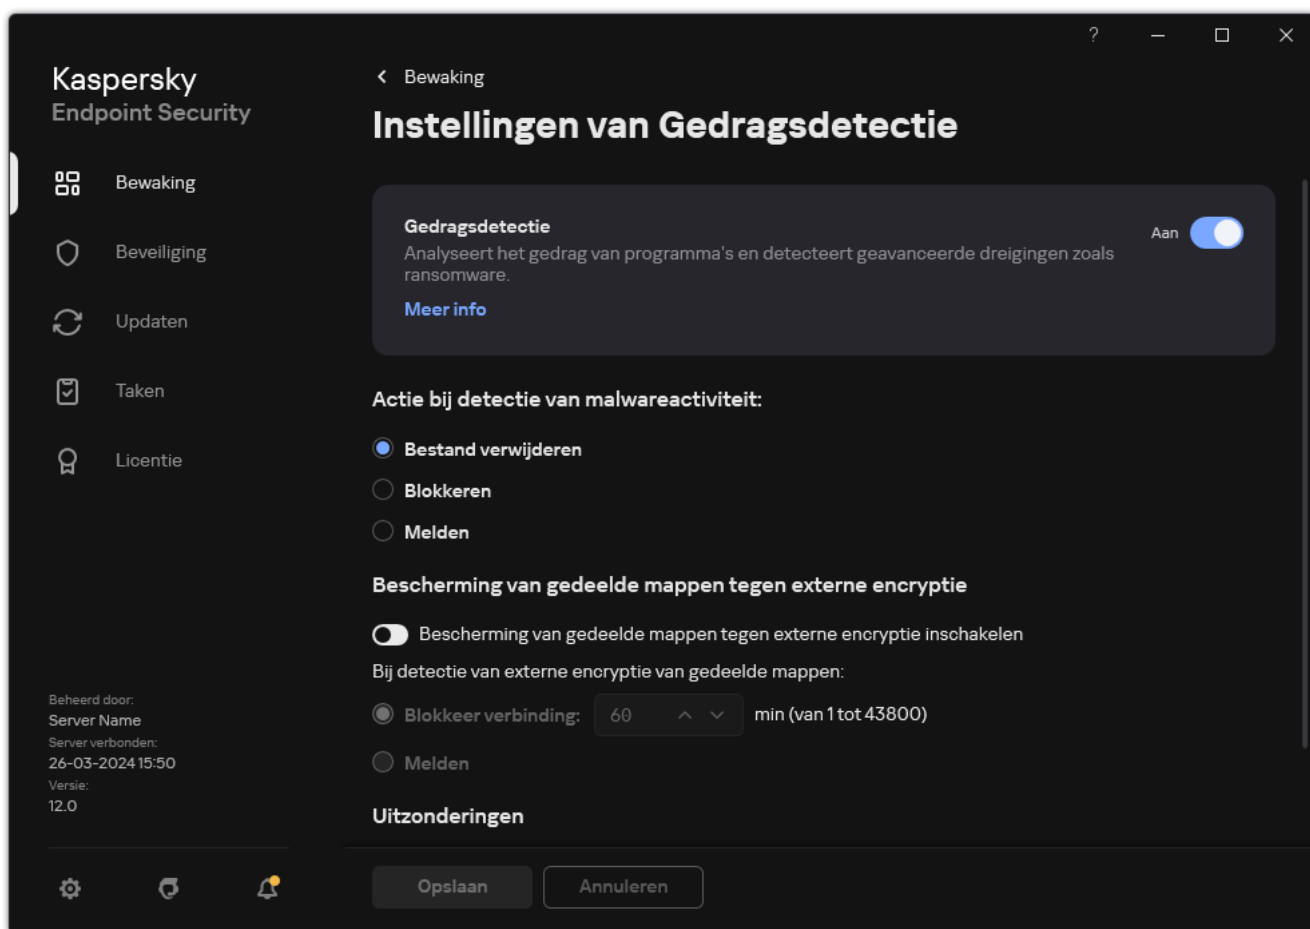 ?
Kaspersky
Endpoint Security
Bewaking
Beveiliging
Updaten
Taken
Licentie
Beheerd door:
Server Name
Server verbonden:
26-03-2024 15:50
Versie:
12.0
Bewaking
Instellingen van Gedragsdetectie
Gedragsdetectie
Aan
Analyseert het gedrag van programma's en detecteert geavanceerde dreigingen zoals
ransomware.
Meer info
Actie bij detectie van malwareactiviteit:
Bestand verwijderen
Blokkeren
Melden
Bescherming van gedeelde mappen tegen externe encryptie
Bescherming van gedeelde mappen tegen externe encryptie inschakelen
Bij detectie van externe encryptie van gedeelde mappen:
Blokkeer verbinding: 60 min (van 1 tot 43800)
Melden
Uitzonderingen
Opslaan
Annuleren